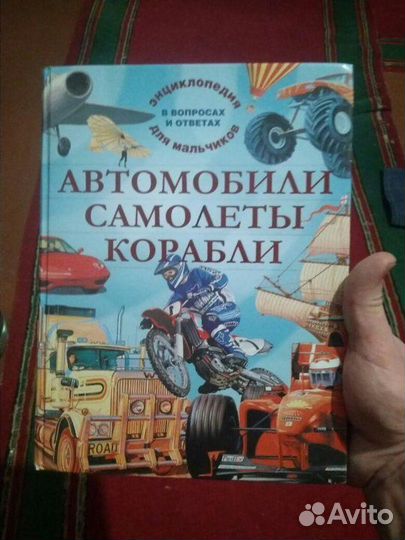 ЭНЦИКЛОПЕДИЯ
В ВОПРОСАХ
И ОТВЕТАХ
ДЛЯ МАЛЬЧИКОВ
АВТОМОБИЛИ
САМОЛЕТЫ
КОРАБЛИ
ROAD
Avito